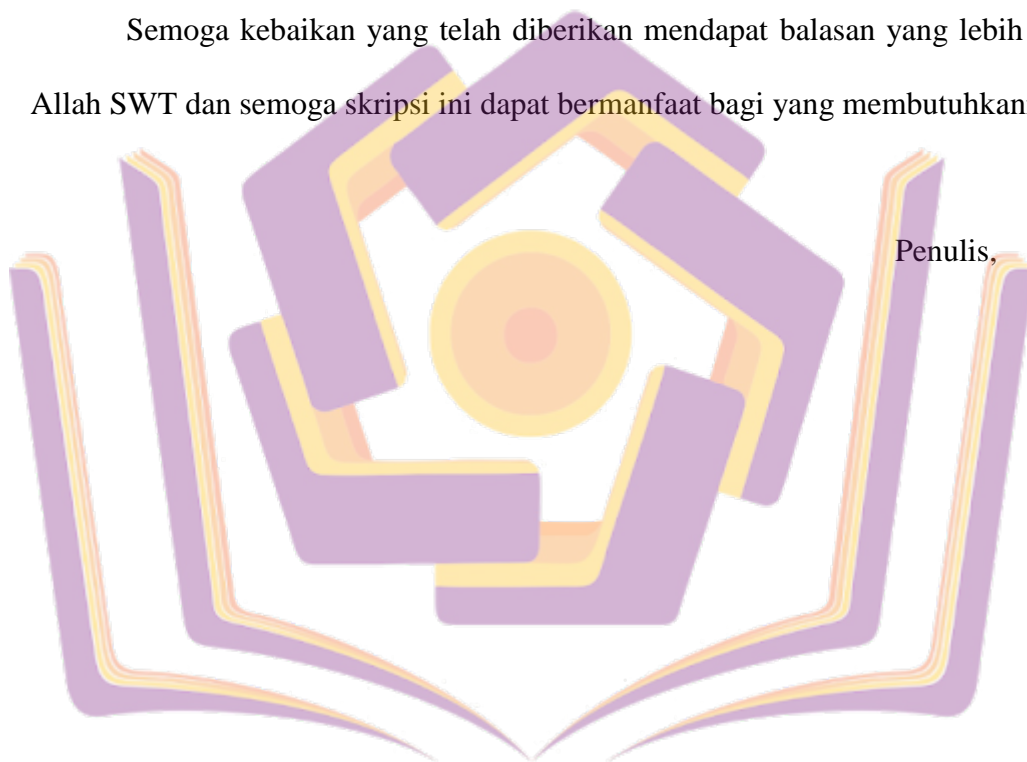 Semoga kebaikan yang telah diberikan mendapat balasan yang lebih
Allah SWT dan semoga skripsi ini dapat bermanfaat bagi yang membutuhkan
Penulis,